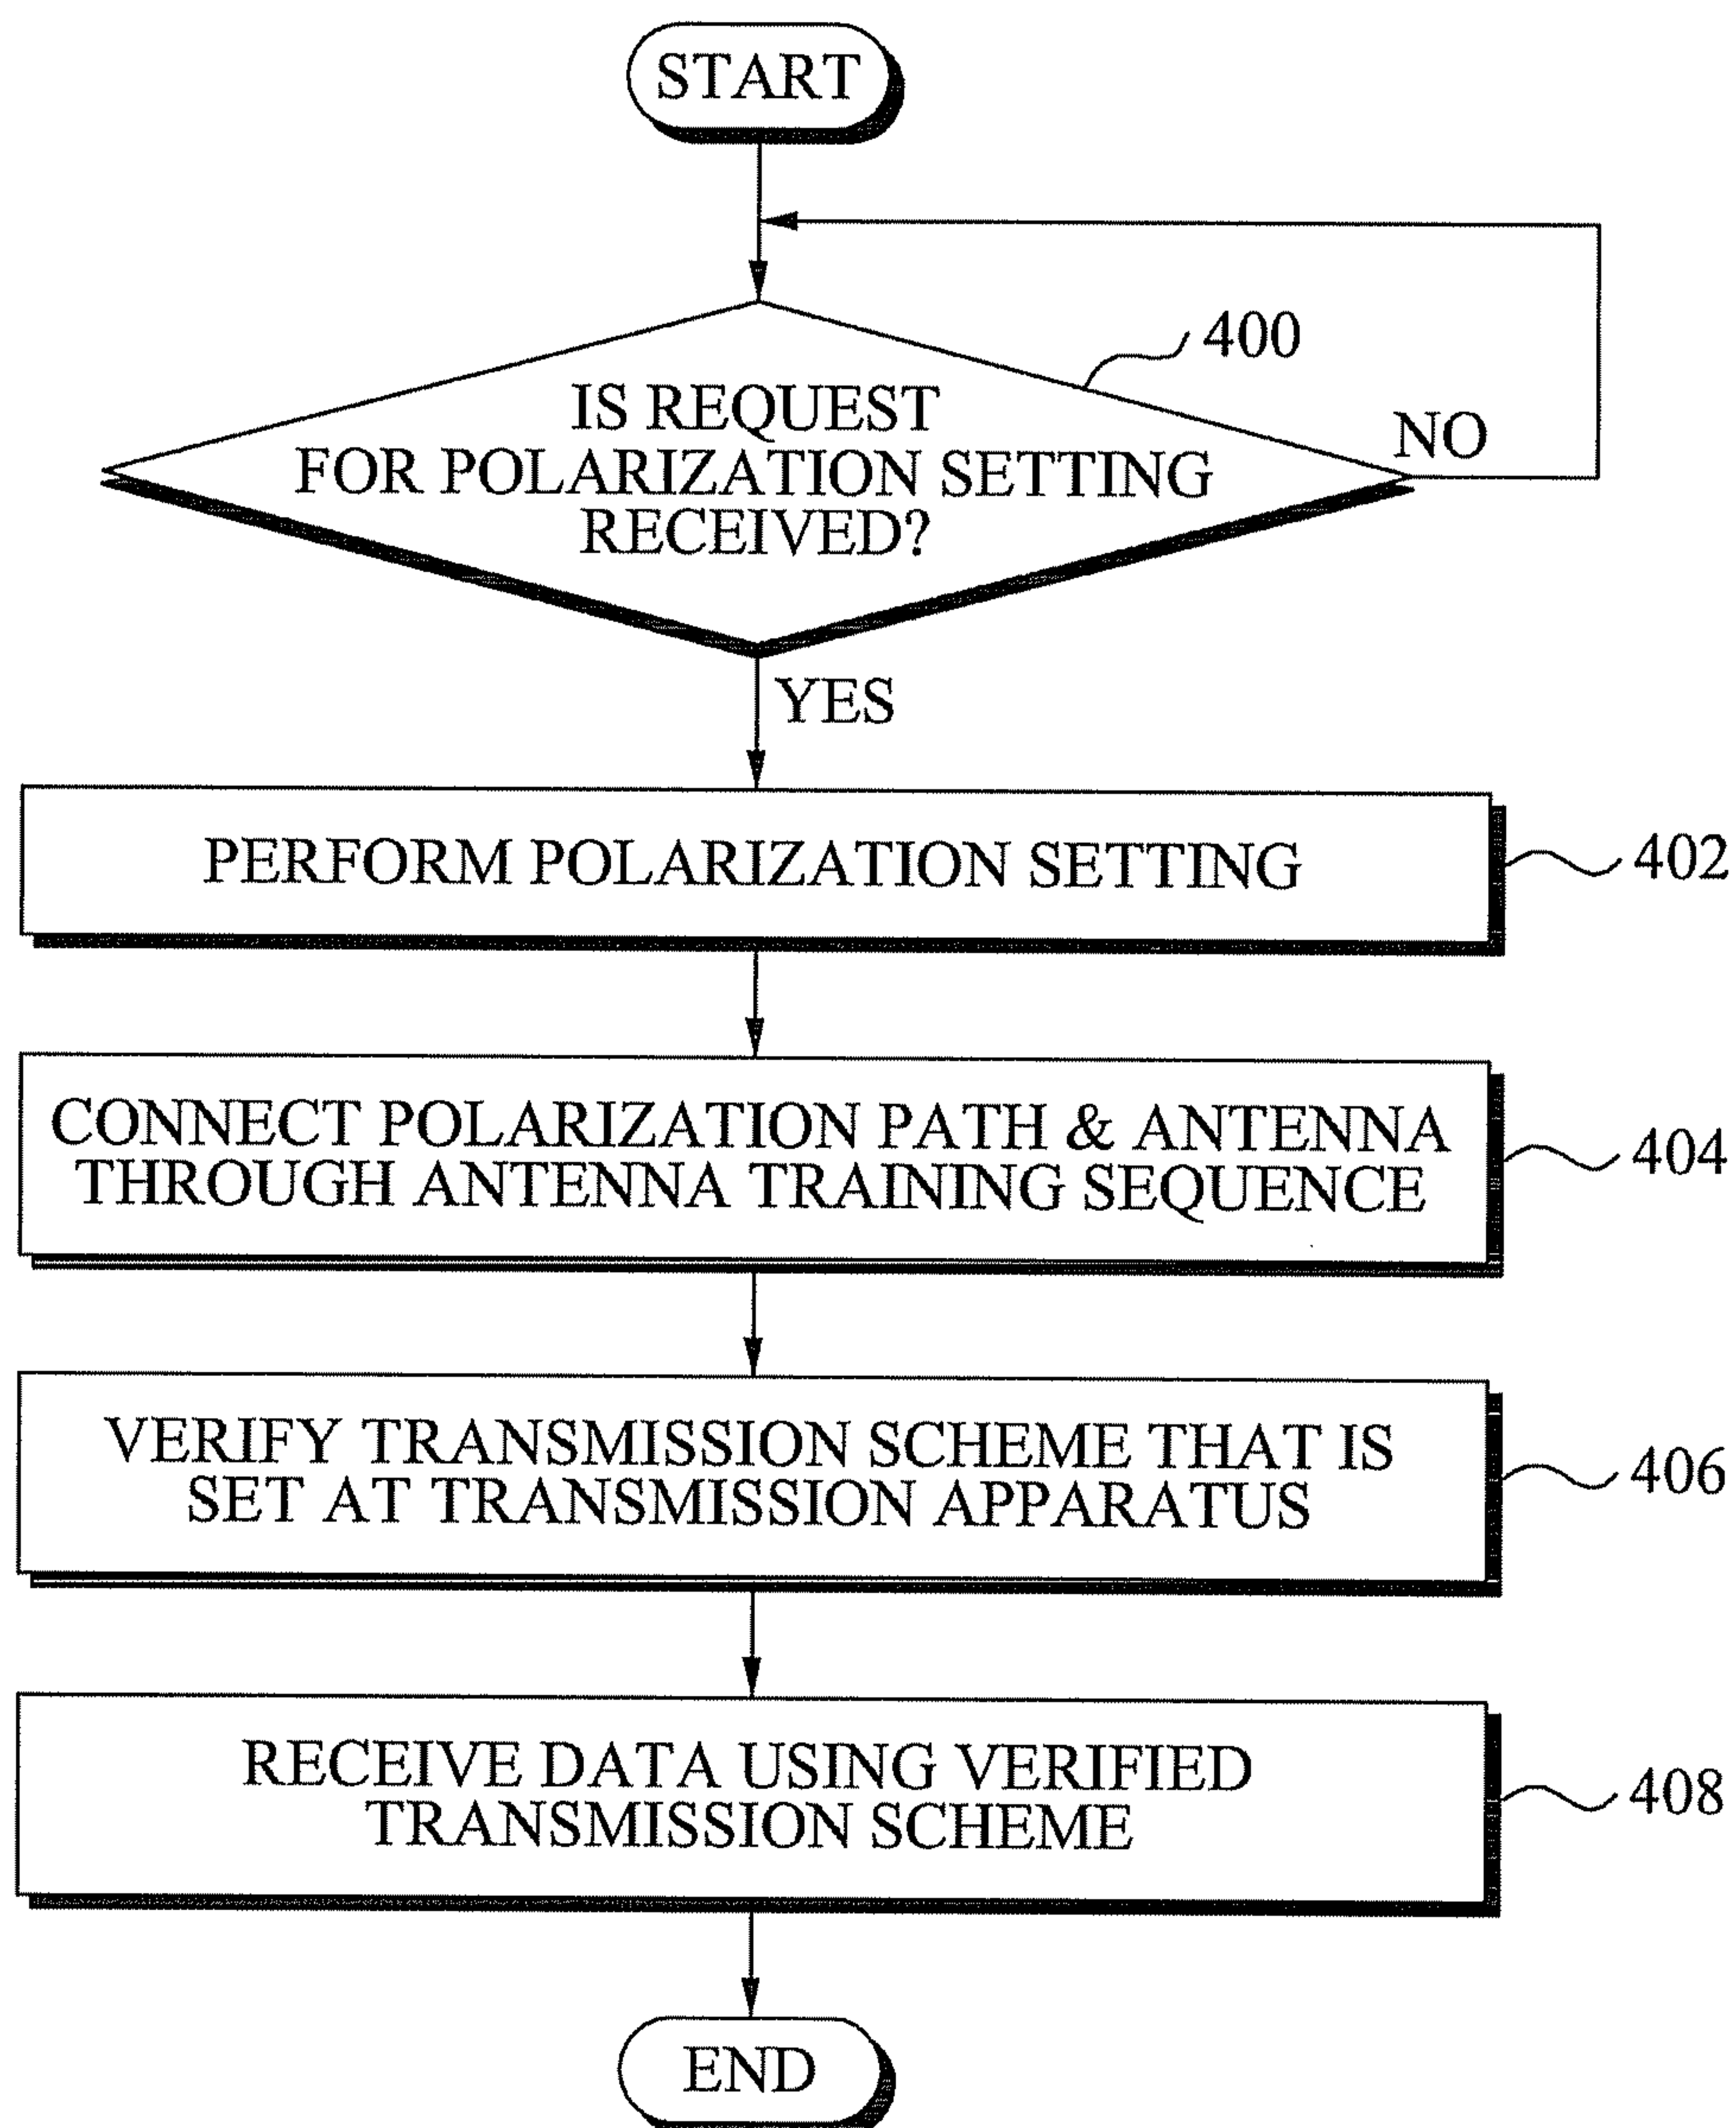 START
400
IS REQUEST
FOR POLARIZATION SETTING
RECEIVED?
NO
YES
PERFORM POLARIZATION SETTING
402
CONNECT POLARIZATION PATH & ANTENNA
THROUGH ANTENNA TRAINING SEQUENCE
404
VERIFY TRANSMISSION SCHEME THAT IS
SET AT TRANSMISSION APPARATUS
406
RECEIVE DATA USING VERIFIED
TRANSMISSION SCHEME
408
END